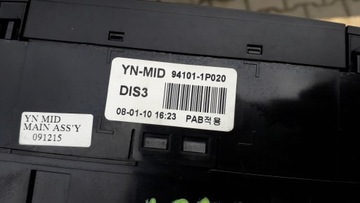 YN-MID 94101-1P020
DIS3
08-01-10 16:23 PAB적용
YN MID
MAIN ASS'Y
091215